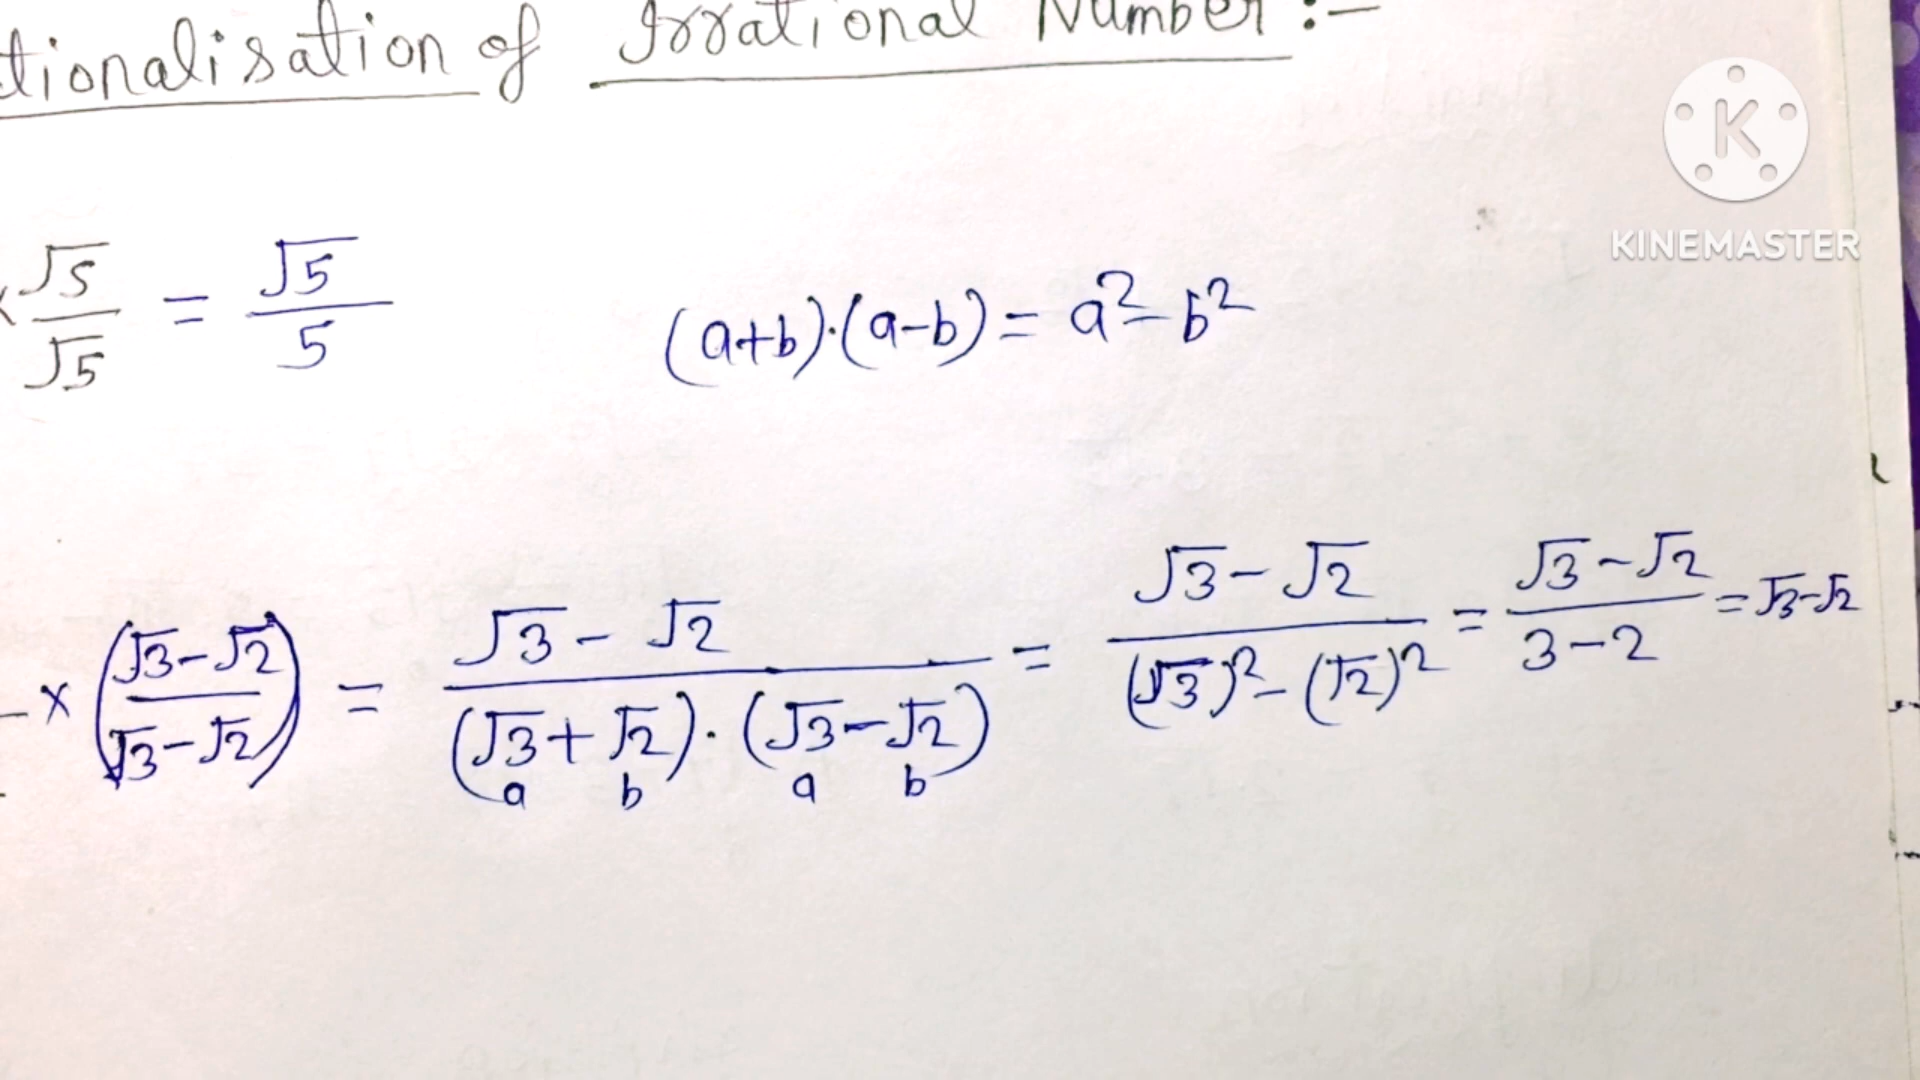 tionalisation of Irrational Number :-
K
KINEMASTER
× √5/√5 = √5/5
(a+b)·(a-b) = a² - b²
× (√3-√2/√3-√2) = √3 - √2/(√3 + √2)·(√3 - √2) = √3 - √2/(√3)² - (√2)² = √3 - √2/3 - 2 = √3-√2
a b a b